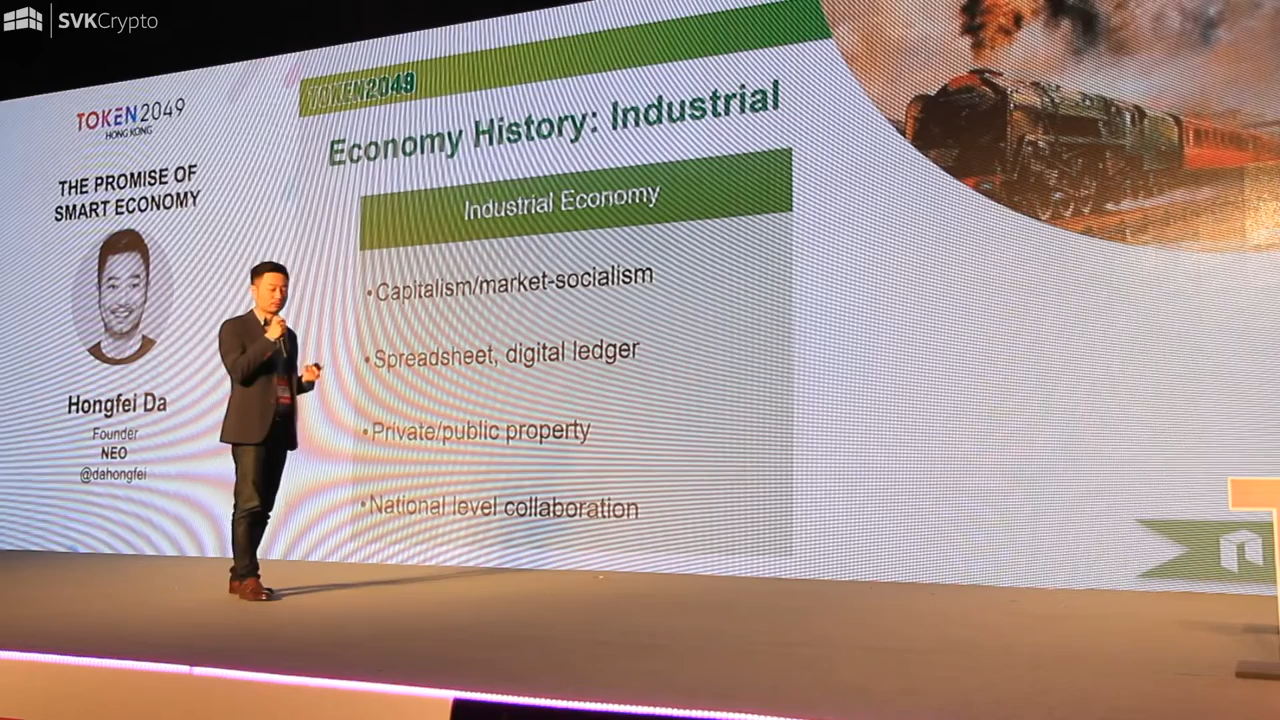 SVKCrypto
TOKEN2049
HONG KONG
THE PROMISE OF
SMART ECONOMY
Hongfei Da
Founder
NEO
@dahongfei
TOKEN2049
Economy History: Industrial
Industrial Economy
•Capitalism/market-socialism
•Spreadsheet, digital ledger
•Private/public property
•National level collaboration